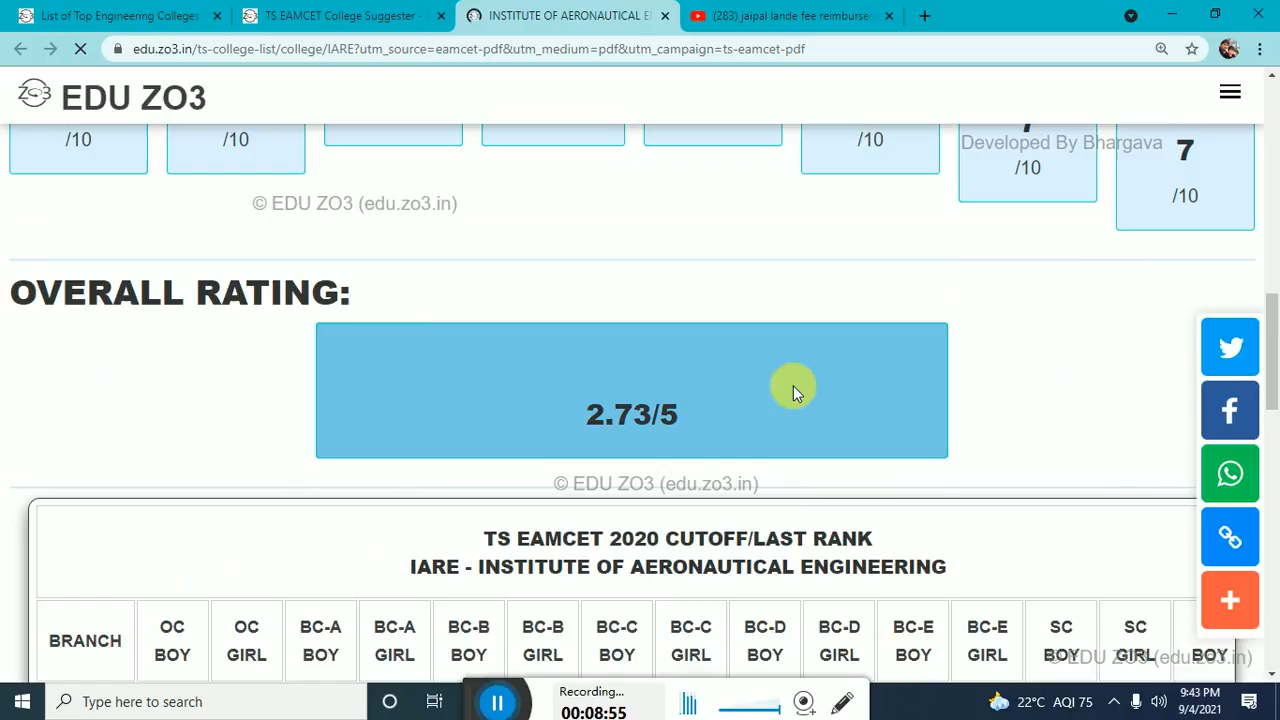 List of Top Engineering Colleges
TS EAMCET College Suggester -
INSTITUTE OF AERONAUTICAL E
(283) jaipal lande fee reimburse
edu.zo3.in/ts-college-list/college/IARE?utm_source=eamcet-pdf&utm_medium=pdf&utm_campaign=ts-eamcet-pdf
EDU ZO3
/10 /10 /10 7 /10 7 /10
Developed By Bhargava
© EDU ZO3 (edu.zo3.in)
OVERALL RATING:
2.73/5
© EDU ZO3 (edu.zo3.in)
TS EAMCET 2020 CUTOFF/LAST RANK
IARE - INSTITUTE OF AERONAUTICAL ENGINEERING
BRANCH OC BOY OC GIRL BC-A BOY BC-A GIRL BC-B BOY BC-B GIRL BC-C BOY BC-C GIRL BC-D BOY BC-D GIRL BC-E BOY BC-E GIRL SC BOY SC GIRL BOY
© EDU ZO3 (edu.zo3.in)
Type here to search
Recording...
00:08:55
22°C AQI 75
9:43 PM
9/4/2021